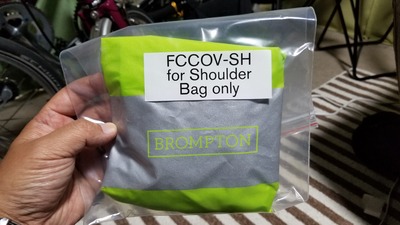 FCCOV-SH
for Shoulder
Bag only
BROMPTON